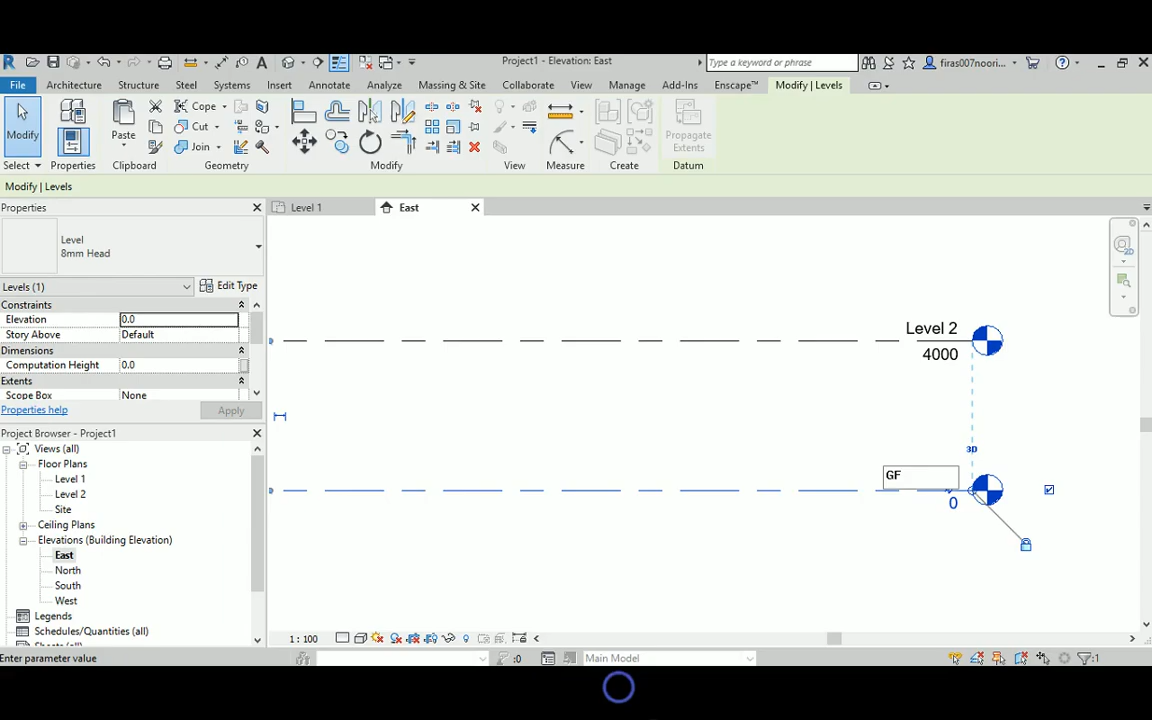 Project1 - Elevation: East
Type a keyword or phrase
firas007noori...
File Architecture Structure Steel Systems Insert Annotate Analyze Massing & Site Collaborate View Manage Add-Ins Enscape™ Modify | Levels
Modify
Paste
Cope
Cut
Join
Propagate
Extents
Select Properties Clipboard Geometry Modify View Measure Create Datum
Modify | Levels
Properties
Level 1
East
Level
8mm Head
Levels (1)
Edit Type
Constraints
Elevation 0.0
Story Above Default
Dimensions
Computation Height 0.0
Extents
Scope Box None
Properties help
Apply
Level 2
4000
3D
GF
0
Project Browser - Project1
Views (all)
Floor Plans
Level 1
Level 2
Site
Ceiling Plans
Elevations (Building Elevation)
East
North
South
West
Legends
Schedules/Quantities (all)
Sheets (all)
1 : 100
Enter parameter value
:0
Main Model
:1
2D